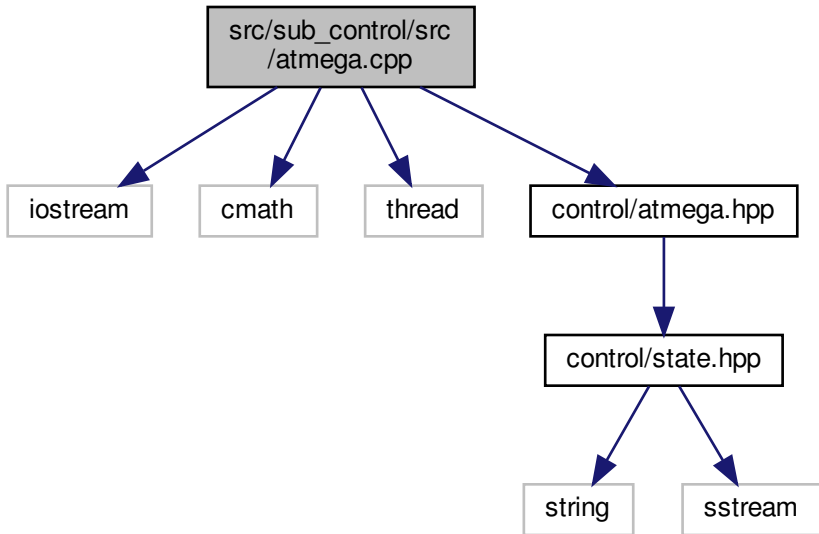 src/sub_control/src
/atmega.cpp
iostream
cmath
thread
control/atmega.hpp
control/state.hpp
string
sstream